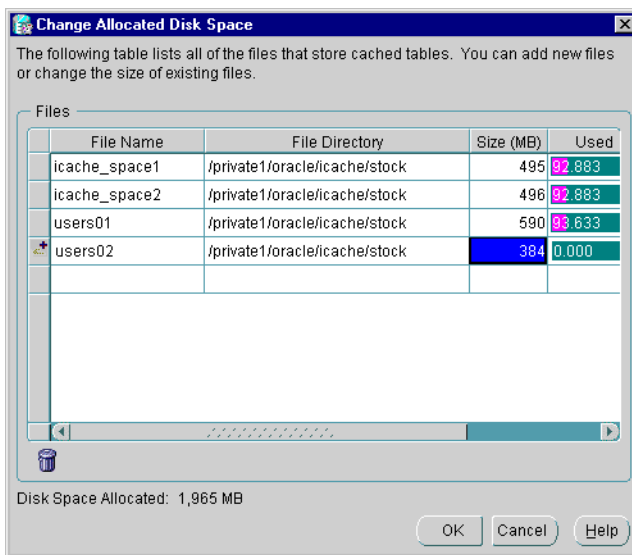 Change Allocated Disk Space
The following table lists all of the files that store cached tables. You can add new files
or change the size of existing files.
Files
File Name File Directory Size (MB) Used
icache_space1 /private1/oracle/icache/stock 495 92.883
icache_space2 /private1/oracle/icache/stock 496 92.883
users01 /private1/oracle/icache/stock 590 93.633
users02 /private1/oracle/icache/stock 384 0.000
Disk Space Allocated: 1,965 MB
OK Cancel Help